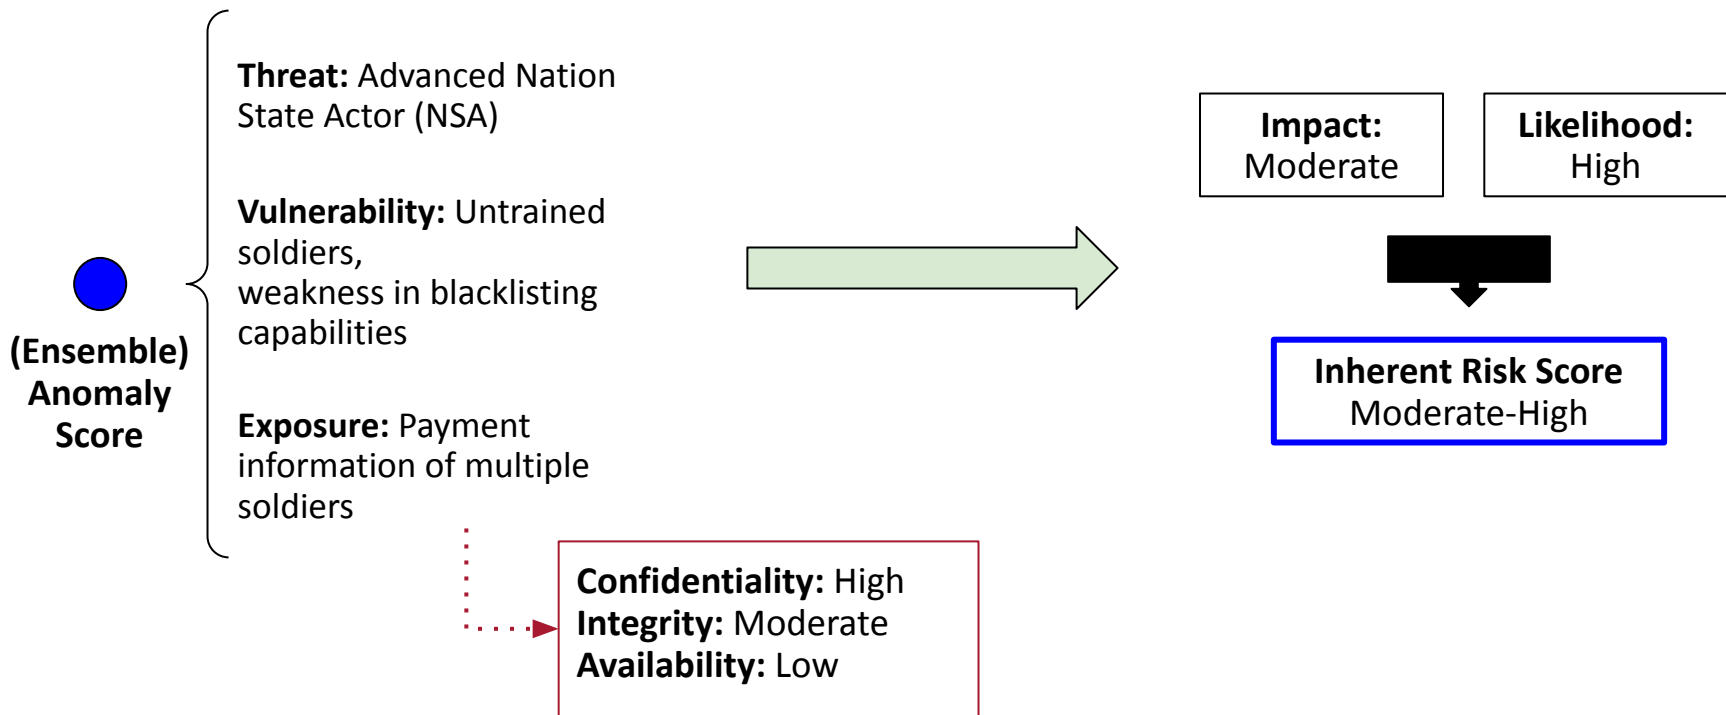 Threat: Advanced Nation
State Actor (NSA)
Vulnerability: Untrained
soldiers,
weakness in blacklisting
capabilities
Exposure: Payment
information of multiple
soldiers
(Ensemble)
Anomaly
Score
Confidentiality: High
Integrity: Moderate
Availability: Low
Impact:
Moderate
Likelihood:
High
Inherent Risk Score
Moderate-High